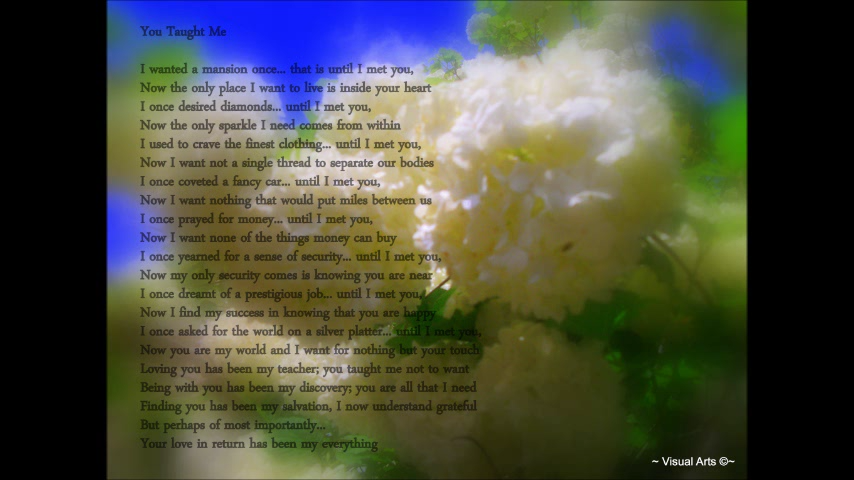 You Taught Me
I wanted a mansion once... that is until I met you,
Now the only place I want to live is inside your heart
I once desired diamonds... until I met you,
Now the only sparkle I need comes from within
I used to crave the finest clothing... until I met you,
Now I want not a single thread to separate our bodies
I once coveted a fancy car... until I met you,
Now I want nothing that would put miles between us
I once prayed for money... until I met you,
Now I want none of the things money can buy
I once yearned for a sense of security... until I met you,
Now my only security comes is knowing you are near
I once dreamt of a prestigious job... until I met you,
Now I find my success in knowing that you are happy
I once asked for the world on a silver platter... until I met you,
Now you are my world and I want for nothing but your touch
Loving you has been my teacher; you taught me not to want
Being with you has been my discovery; you are all that I need
Finding you has been my salvation, I now understand grateful
But perhaps of most importantly...
Your love in return has been my everything
~ Visual Arts ©~